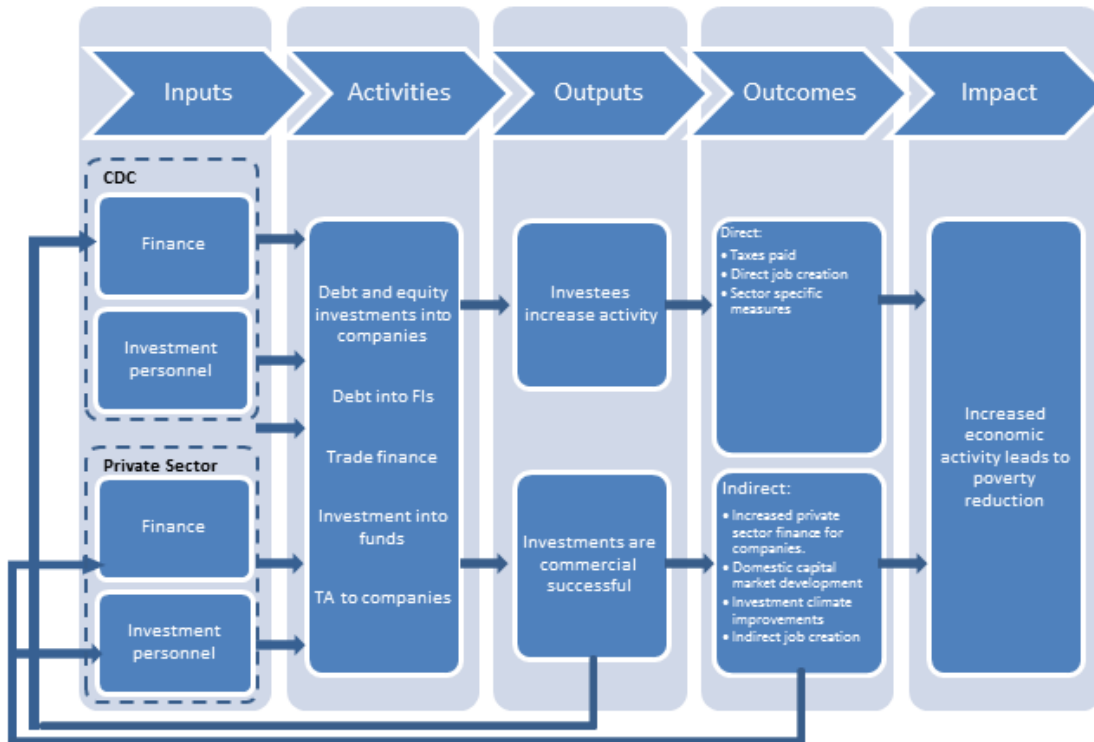 Inputs
Activities
Outputs
Outcomes
Impact
CDC
Finance
Investment
personnel
Private Sector
Finance
Investment
personnel
Debt and equity
investments into
companies
Debt into FIs
Trade finance
Investment into
funds
TA to companies
Investees
increase activity
Investments are
commercial
successful
Direct:
• Taxes paid
• Direct job creation
• Sector specific
measures
Indirect:
• Increased private
sector finance for
companies.
• Domestic capital
market development
• Investment climate
improvements
• Indirect job creation
Increased
economic
activity leads to
poverty
reduction